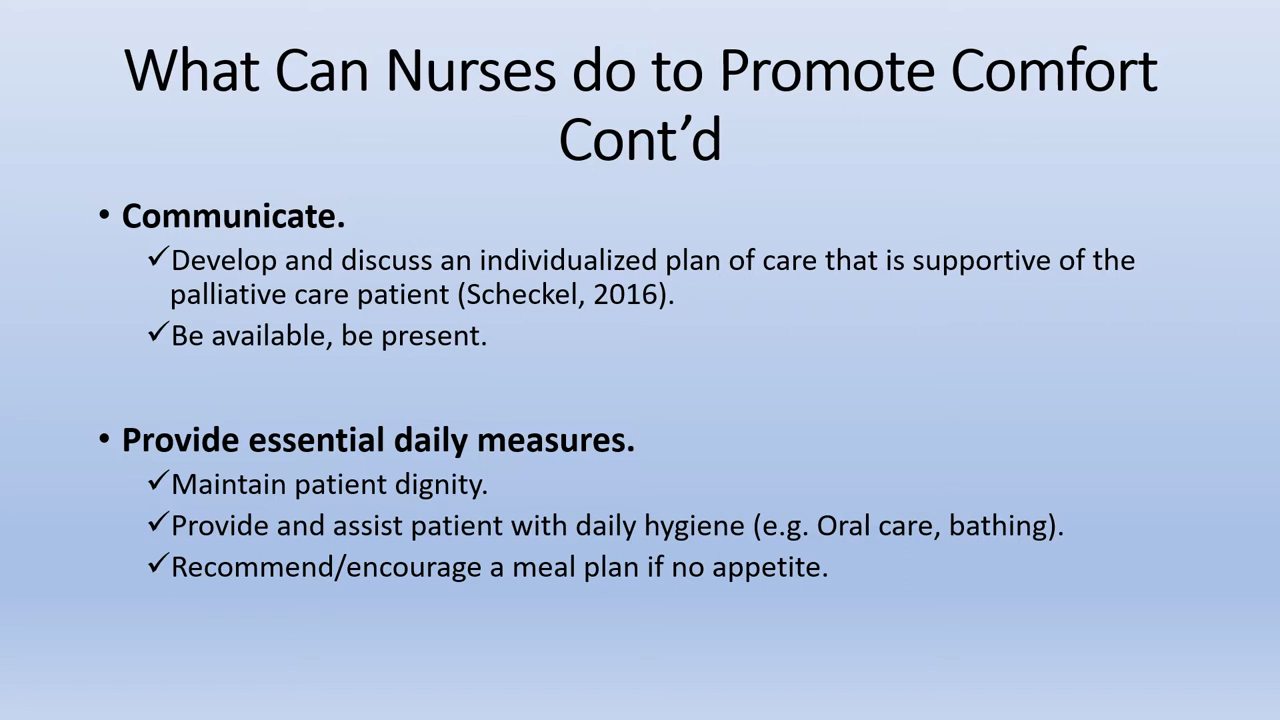 What Can Nurses do to Promote Comfort
Cont’d
• Communicate.
✓Develop and discuss an individualized plan of care that is supportive of the
palliative care patient (Scheckel, 2016).
✓Be available, be present.
• Provide essential daily measures.
✓Maintain patient dignity.
✓Provide and assist patient with daily hygiene (e.g. Oral care, bathing).
✓Recommend/encourage a meal plan if no appetite.